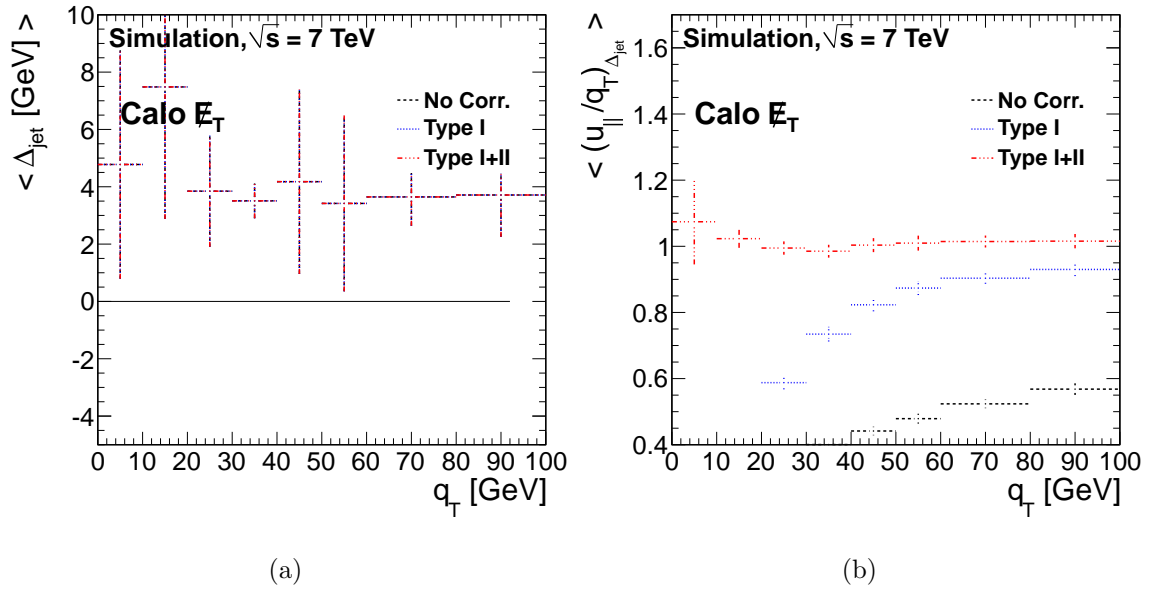 < Δjet [GeV] >
10
8
6
4
2
0
-2
-4
Simulation, √s = 7 TeV
Calo E̸T
No Corr.
Type I
Type I+II
0 10 20 30 40 50 60 70 80 90 100
qT [GeV]
(a)
< (u|| /qT)Δjet >
1.6
1.4
1.2
1
0.8
0.6
0.4
Simulation, √s = 7 TeV
Calo E̸T
No Corr.
Type I
Type I+II
0 10 20 30 40 50 60 70 80 90 100
qT [GeV]
(b)